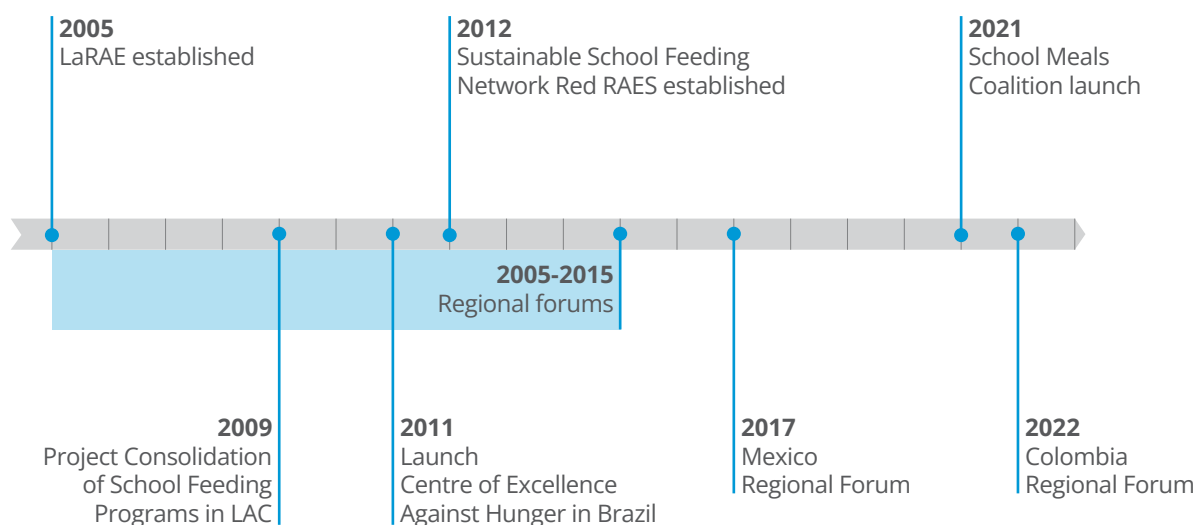 2005
LaRAE established
2012
Sustainable School Feeding
Network Red RAES established
2021
School Meals
Coalition launch
2005-2015
Regional forums
2009
Project Consolidation
of School Feeding
Programs in LAC
2011
Launch
Centre of Excellence
Against Hunger in Brazil
2017
Mexico
Regional Forum
2022
Colombia
Regional Forum